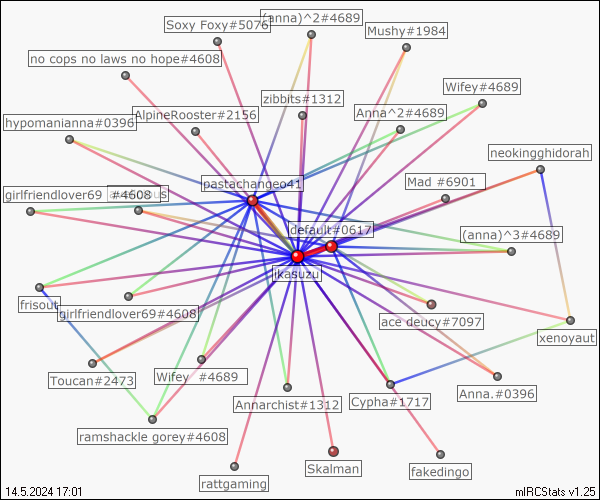 Soxy Foxy#5076
(anna)^2#4689
Mushy#1984
no cops no laws no hope#4608
Wifey#4689
zibbits#1312
hypomanianna#0396
AlpineRooster#2156
Anna^2#4689
neokingghidorah
pastachangeo41
Mad #6901
girlfriendlover69 #4608
default#0617
(anna)^3#4689
ikasuzu
frisout
girlfriendlover69#4608
ace deucy#7097
xenoyaut
Toucan#2473
Wifey #4689
Anna.#0396
Annarchist#1312
Cypha#1717
ramshackle gorey#4608
rattgaming
Skalman
fakedingo
14.5.2024 17:01
mIRCStats v1.25